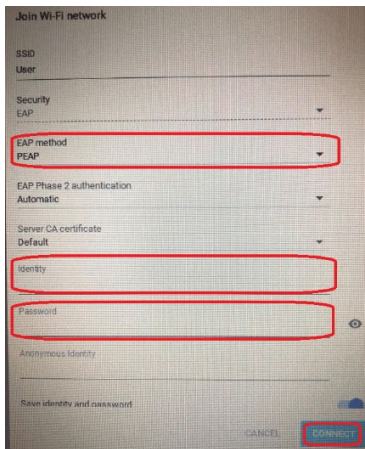 Join Wi-Fi network
SSID
User
Security
EAP
EAP method
PEAP
EAP Phase 2 authentication
Automatic
Server CA certificate
Default
Identity
Password
Anonymous Identity
Save identity and password
CANCEL
CONNECT